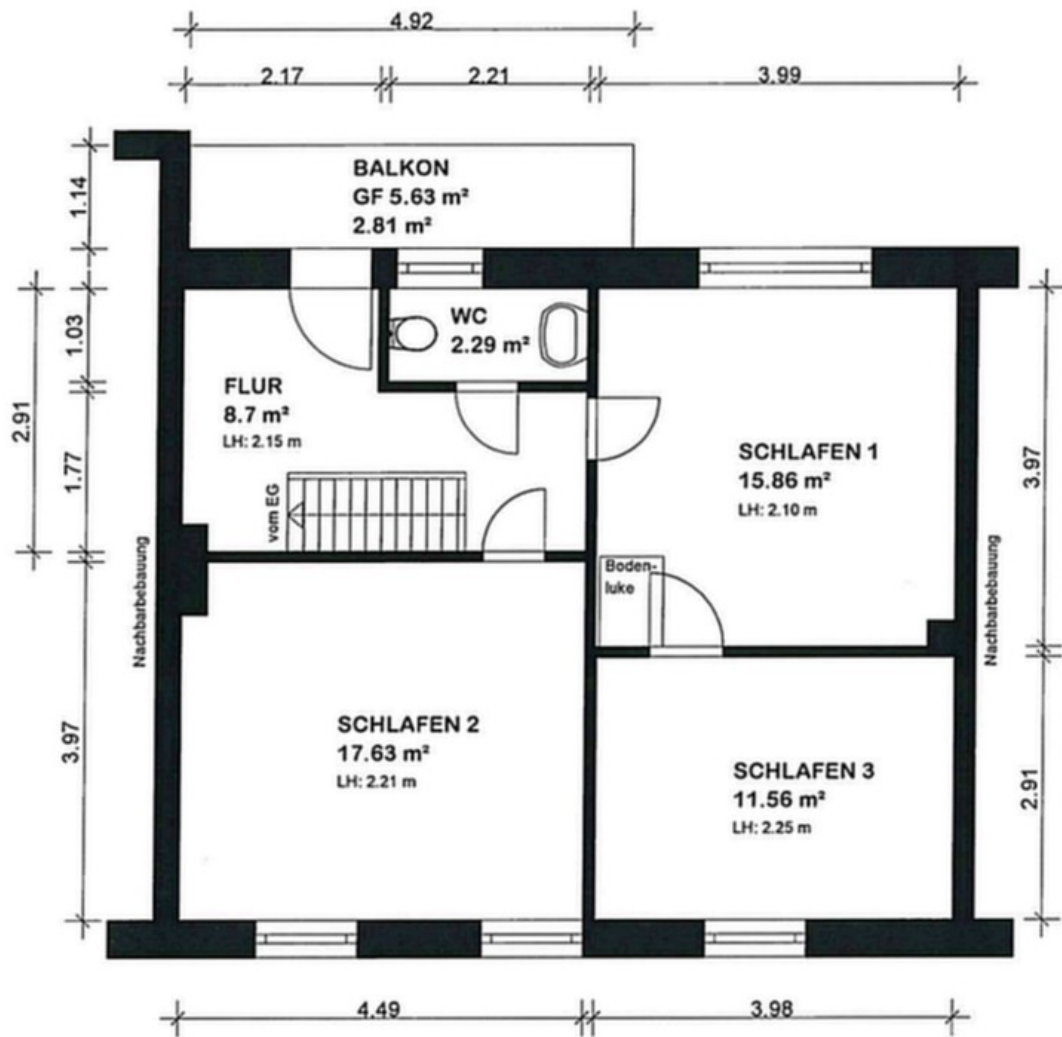 4.92
2.17
2.21
3.99
1.14
BALKON
GF 5.63 m²
2.81 m²
2.91
1.03
1.77
WC
2.29 m²
FLUR
8.7 m²
LH: 2.15 m
vom EG
SCHLAFEN 1
15.86 m²
LH: 2.10 m
3.97
Boden-
luke
Nachbarbebauung
Nachbarbebauung
3.97
SCHLAFEN 2
17.63 m²
LH: 2.21 m
SCHLAFEN 3
11.56 m²
LH: 2.25 m
2.91
4.49
3.98